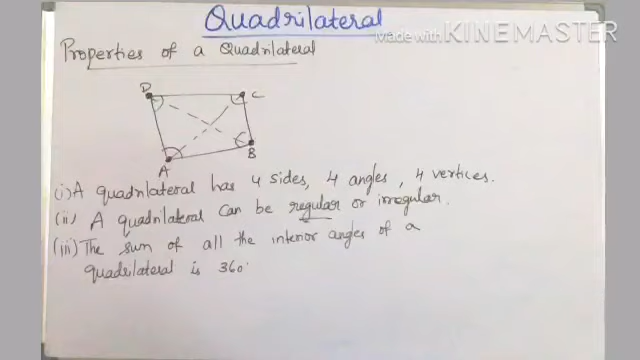 Quadrilateral
Made with KINEMASTER
Properties of a Quadrilateral
D
C
A
B
(i) A quadrilateral has 4 sides, 4 angles, 4 vertices.
(ii) A quadrilateral can be regular or irregular.
(iii) The sum of all the interior angles of a
quadrilateral is 360°